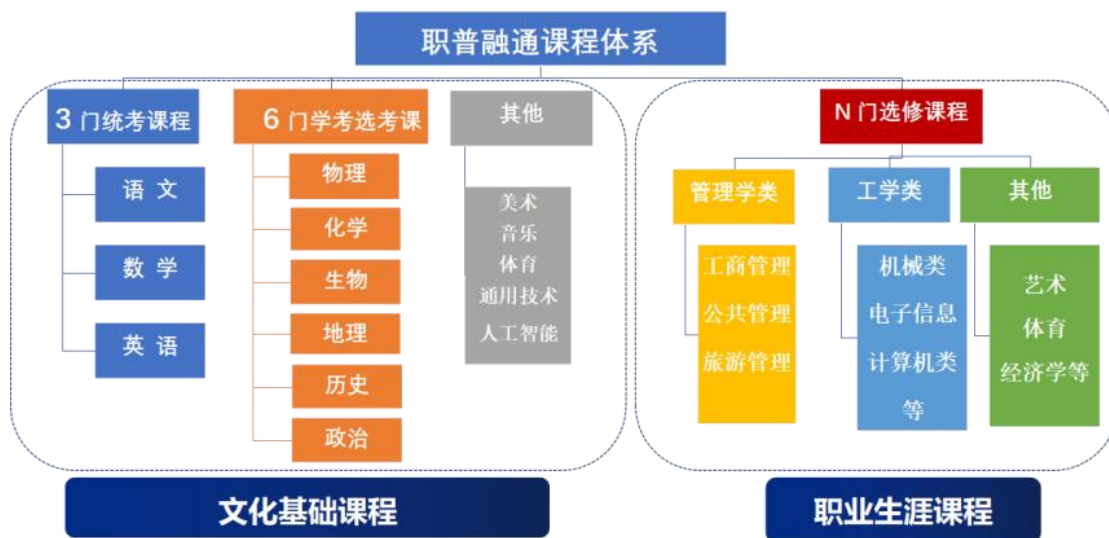 职普融通课程体系
3 门统考课程
语 文
数 学
英 语
6 门学考选考课
物理
化学
生物
地理
历史
政治
其他
美术
音乐
体育
通用技术
人工智能
文化基础课程
N 门选修课程
管理学类
工商管理
公共管理
旅游管理
工学类
机械类
电子信息
计算机类
等
其他
艺术
体育
经济学等
职业生涯课程